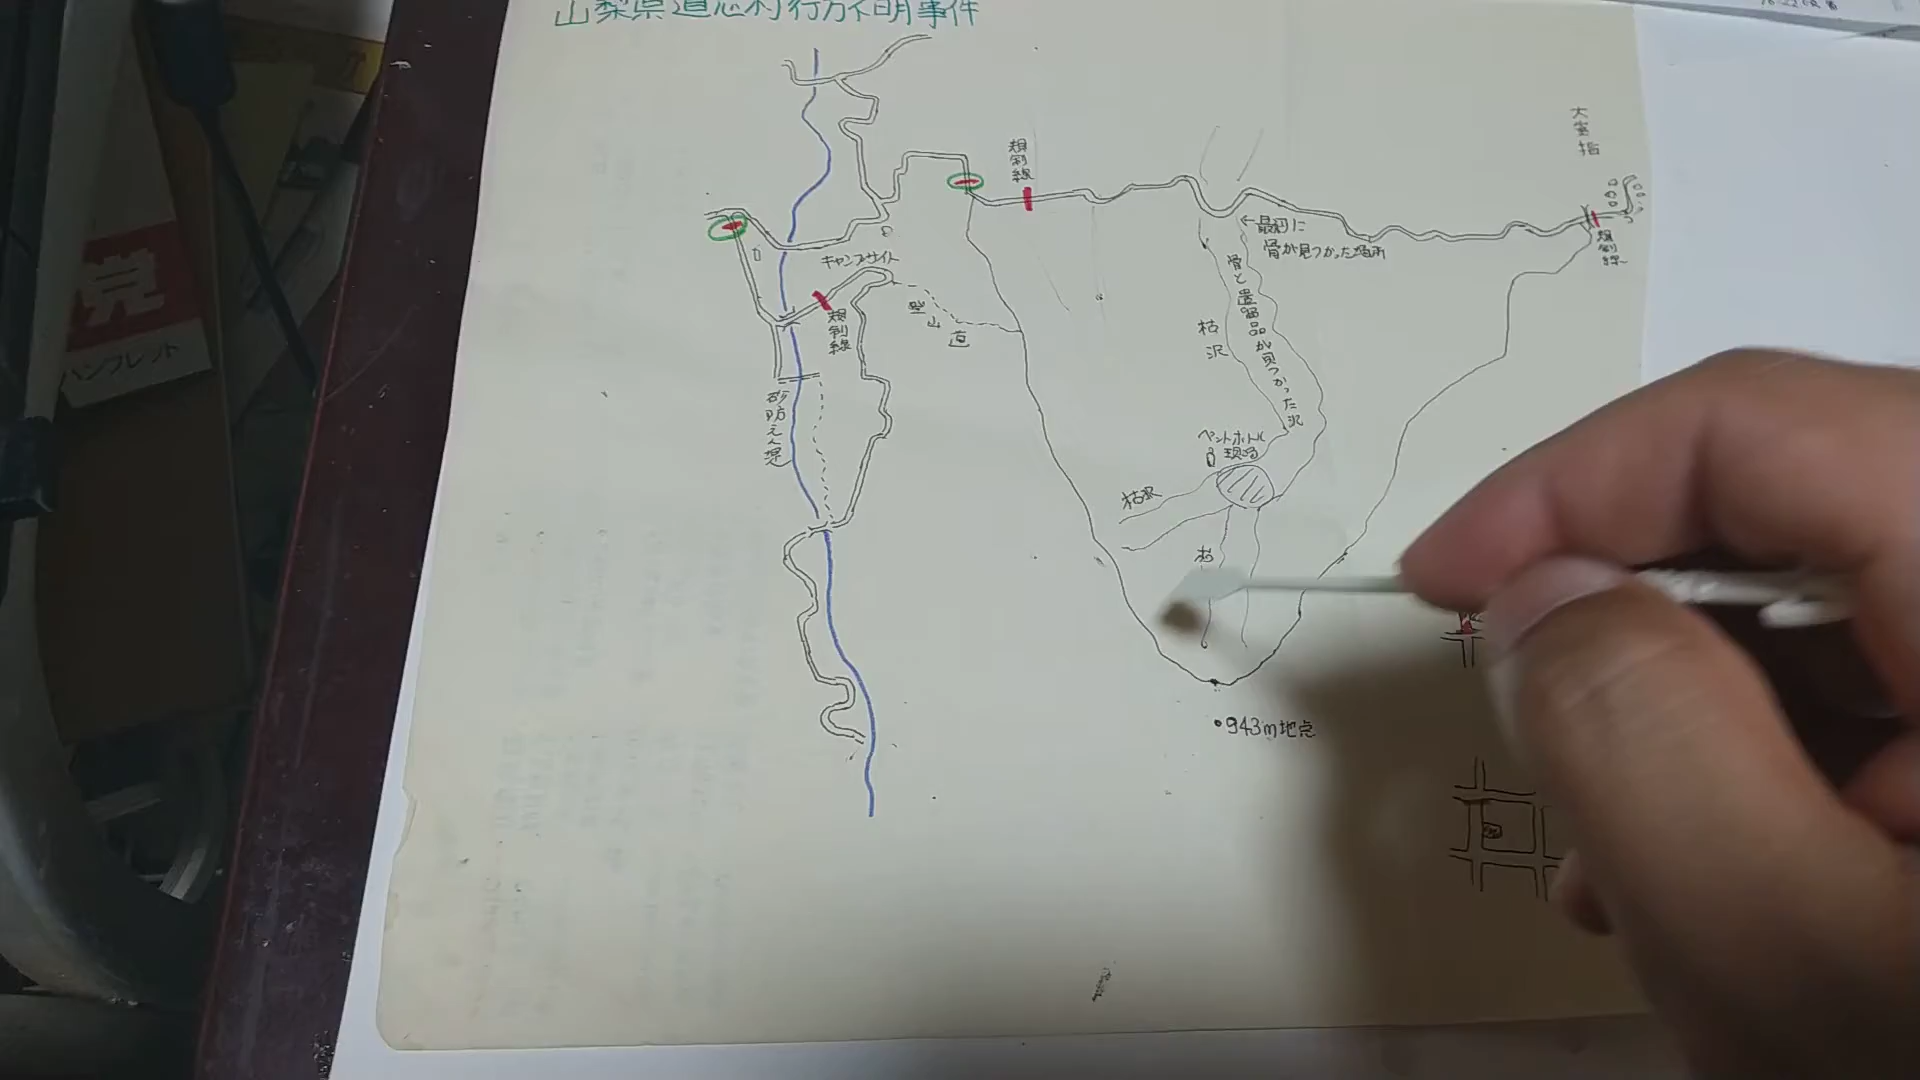 山梨県道志村行方不明事件
大室指
規制線
規制線
←最初に
骨が見つかった場所
キャンプサイト
規制線
登山道
骨と遺留品が見つかった沢
枯沢
砂防えん堤
ペットボトル
現場
枯沢
枯
•943m地点
党
パンフレット